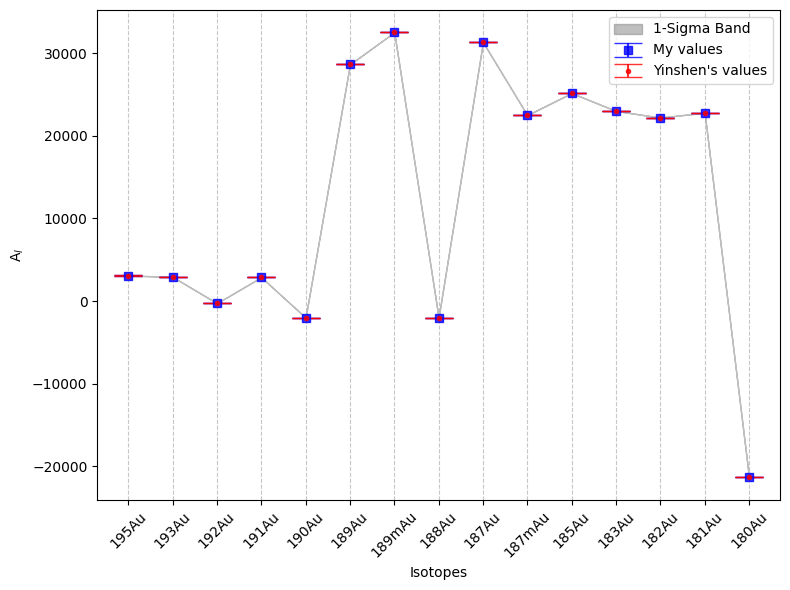 1-Sigma Band
My values
Yinshen's values
30000
20000
10000
0
−10000
−20000
A_l
195Au
193Au
192Au
191Au
190Au
189Au
189mAu
188Au
187Au
187mAu
185Au
183Au
182Au
181Au
180Au
Isotopes